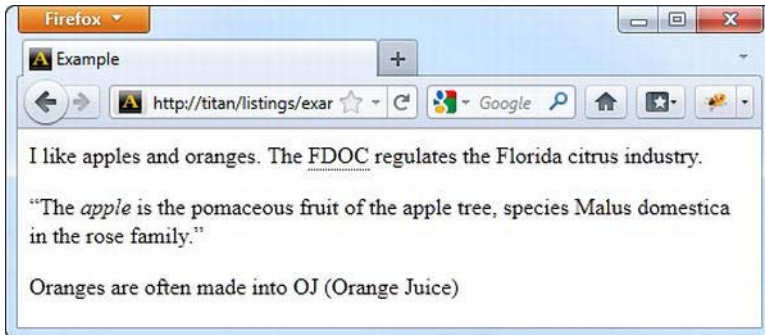 Firefox
Example
http://titan/listings/exar
Google
I like apples and oranges. The FDOC regulates the Florida citrus industry.
“The apple is the pomaceous fruit of the apple tree, species Malus domestica
in the rose family.”
Oranges are often made into OJ (Orange Juice)